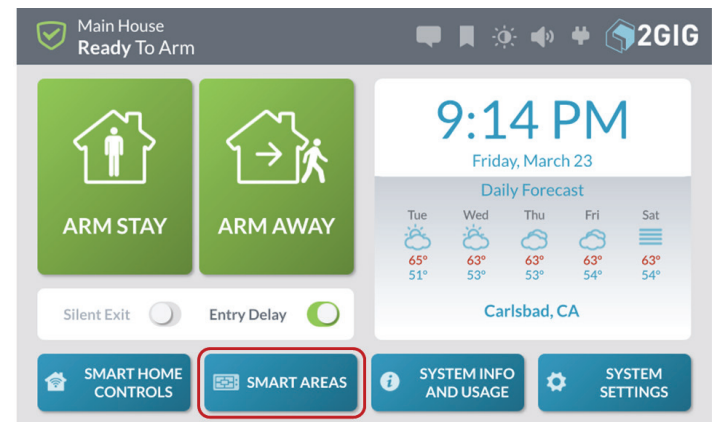 Main House
Ready To Arm
2GIG
ARM STAY
ARM AWAY
9:14 PM
Friday, March 23
Daily Forecast
Tue Wed Thu Fri Sat
65° 63° 63° 63° 63°
51° 53° 53° 54° 54°
Carlsbad, CA
Silent Exit
Entry Delay
SMART HOME
CONTROLS
SMART AREAS
SYSTEM INFO
AND USAGE
SYSTEM
SETTINGS